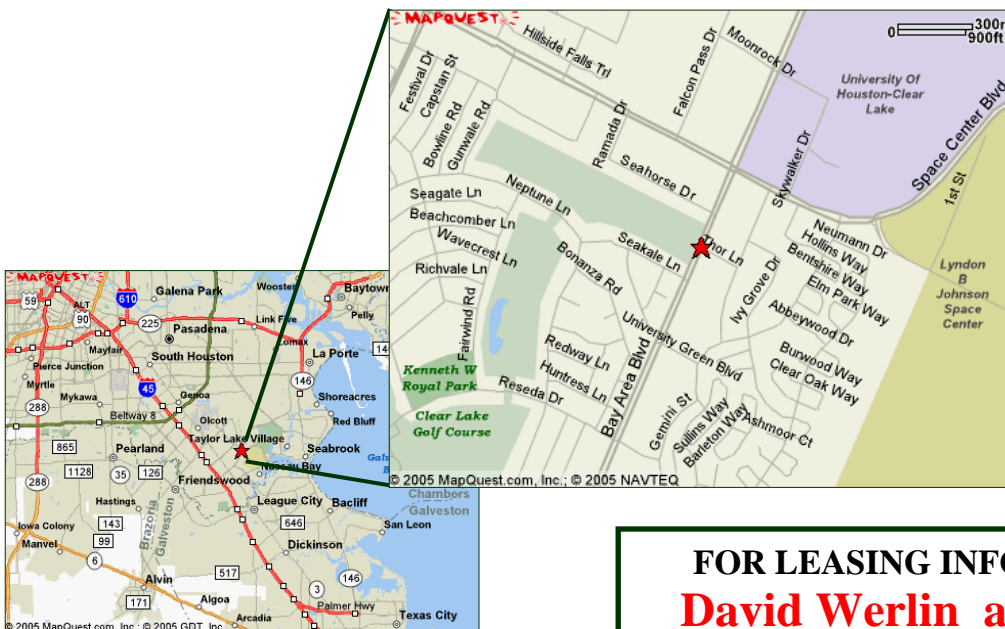 MAPQUEST
0 300m
900ft
Hillside Falls Trl
Falcon Pass Dr
Moonrock Dr
University Of
Houston-Clear
Lake
Festival Dr
Capstan St
Bowline Rd
Gunwale Rd
Ramada Dr
Seahorse Dr
Skywalker Dr
Space Center Blvd
1st St
Seagate Ln
Neptune Ln
Beachcomber Ln
Wavecrest Ln
Richvale Ln
Bonanza Rd
Seakale Ln
Thor Ln
Neumann Dr
Hollins Way
Bentshire Way
Elm Park Way
Ivy Grove Dr
Abbeywood Dr
Lyndon
B
Johnson
Space
Center
Fairwind Rd
University Green Blvd
Burwood Way
Clear Oak Way
Redway Ln
Huntress Ln
Kenneth W
Royal Park
Reseda Dr
Bay Area Blvd
Gemini St
Sullins Way
Barleton Way
Ashmoor Ct
Clear Lake
Golf Course
© 2005 MapQuest.com, Inc.; © 2005 NAVTEQ
MAPQUEST
59
ALT
90
610
Galena Park
Wooster
Baytown
225
Link Five
Pelly
Pasadena
Lomax
Mayfair
South Houston
La Porte
Pierce Junction
146
Myrtle
45
Mykawa
Genoa
Shoreacres
288
Beltway 8
Olcott
Red Bluff
Taylor Lake Village
865
Pearland
Seabrook
1128
35
126
Nassau Bay
288
Friendswood
Hastings
League City
Bacliff
Chambers
Galveston
Brazoria
Galveston
143
646
San Leon
Iowa Colony
99
Manvel
Dickinson
6
517
146
Alvin
3
171
Algoa
Palmer Hwy
Arcadia
Texas City
© 2005 MapQuest.com, Inc.; © 2005 GDT, Inc.
FOR LEASING INFO
David Werlin a